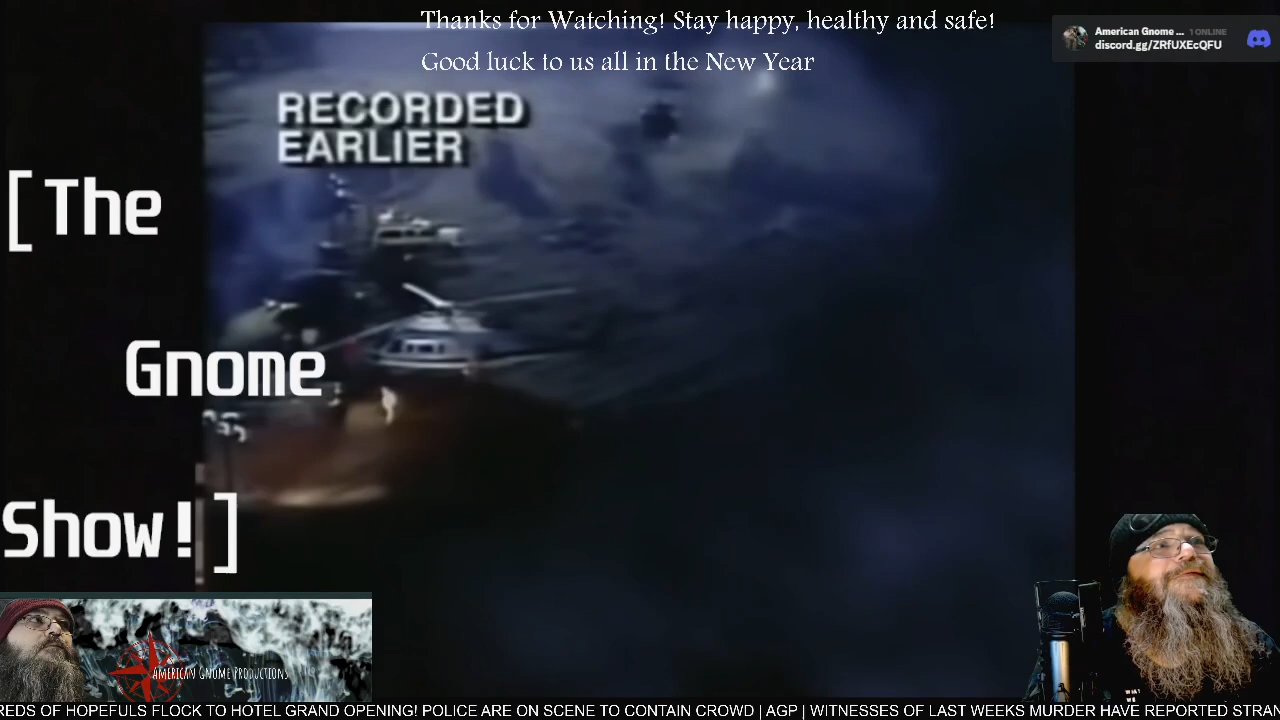 Thanks for Watching! Stay happy, healthy and safe!
Good luck to us all in the New Year
American Gnome ... 1 ONLINE
discord.gg/ZRfUXEcQFU
RECORDED
EARLIER
[The
Gnome
Show!]
AMERICAN GNOME PRODUCTIONS
REDS OF HOPEFULS FLOCK TO HOTEL GRAND OPENING! POLICE ARE ON SCENE TO CONTAIN CROWD | AGP | WITNESSES OF LAST WEEKS MURDER HAVE REPORTED STRAN